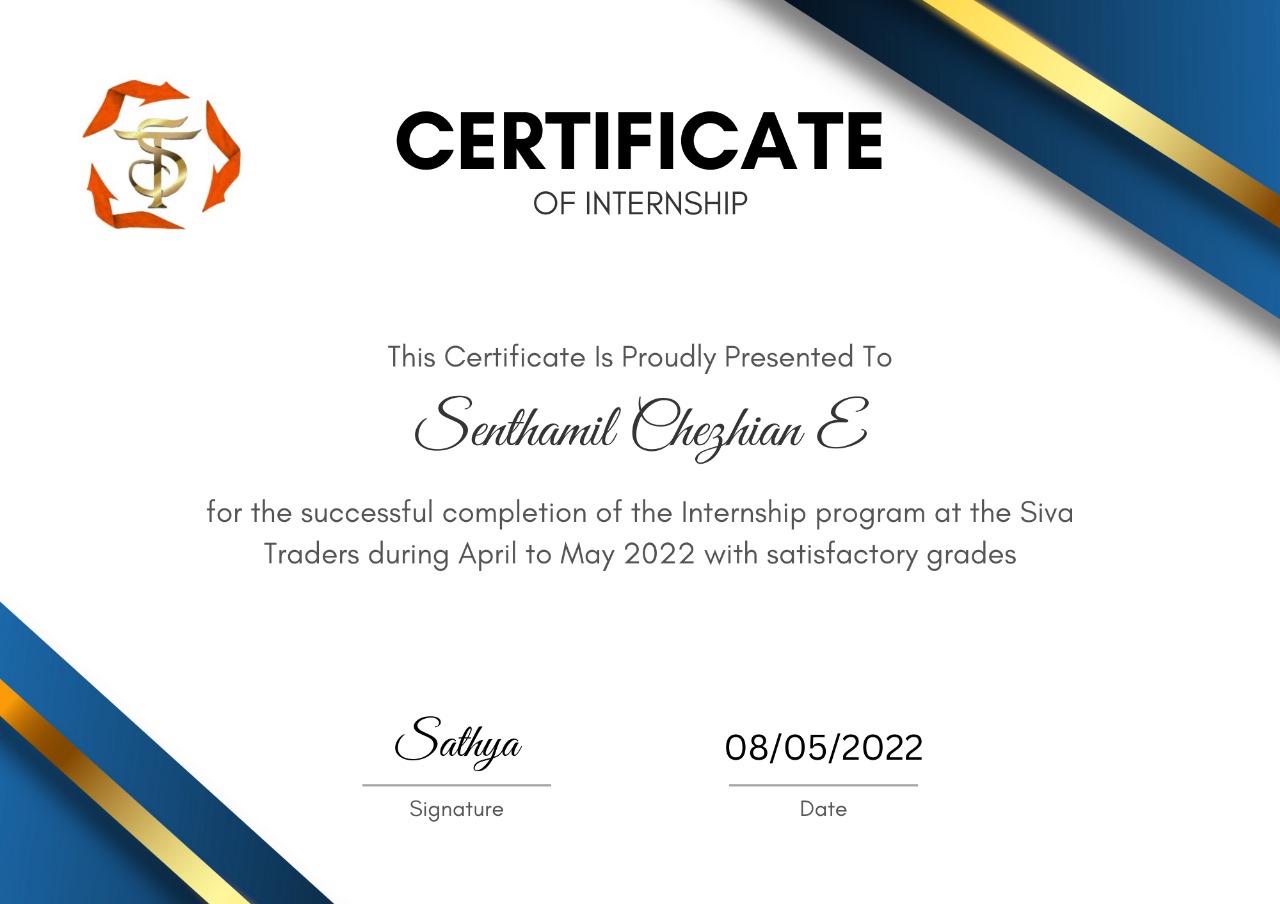 CERTIFICATE
OF INTERNSHIP
This Certificate Is Proudly Presented To
Senthamil Chezhian E
for the successful completion of the Internship program at the Siva
Traders during April to May 2022 with satisfactory grades
Sathya
08/05/2022
Signature
Date